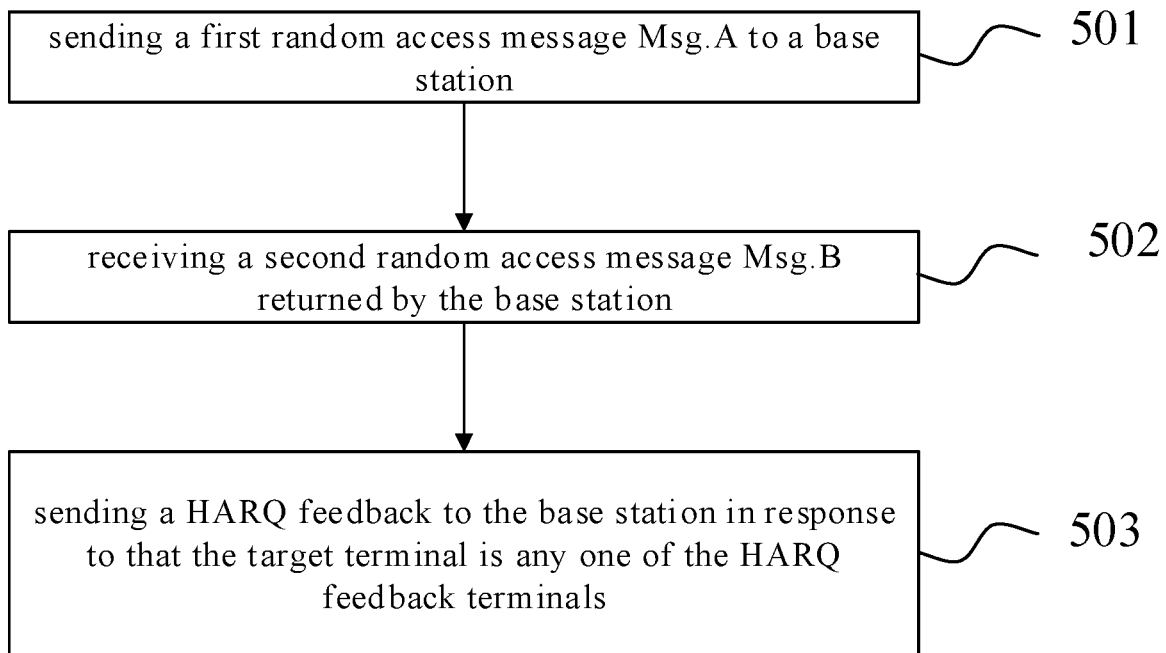 sending a first random access message Msg.A to a base
station
501
receiving a second random access message Msg.B
returned by the base station
502
sending a HARQ feedback to the base station in response
to that the target terminal is any one of the HARQ
feedback terminals
503